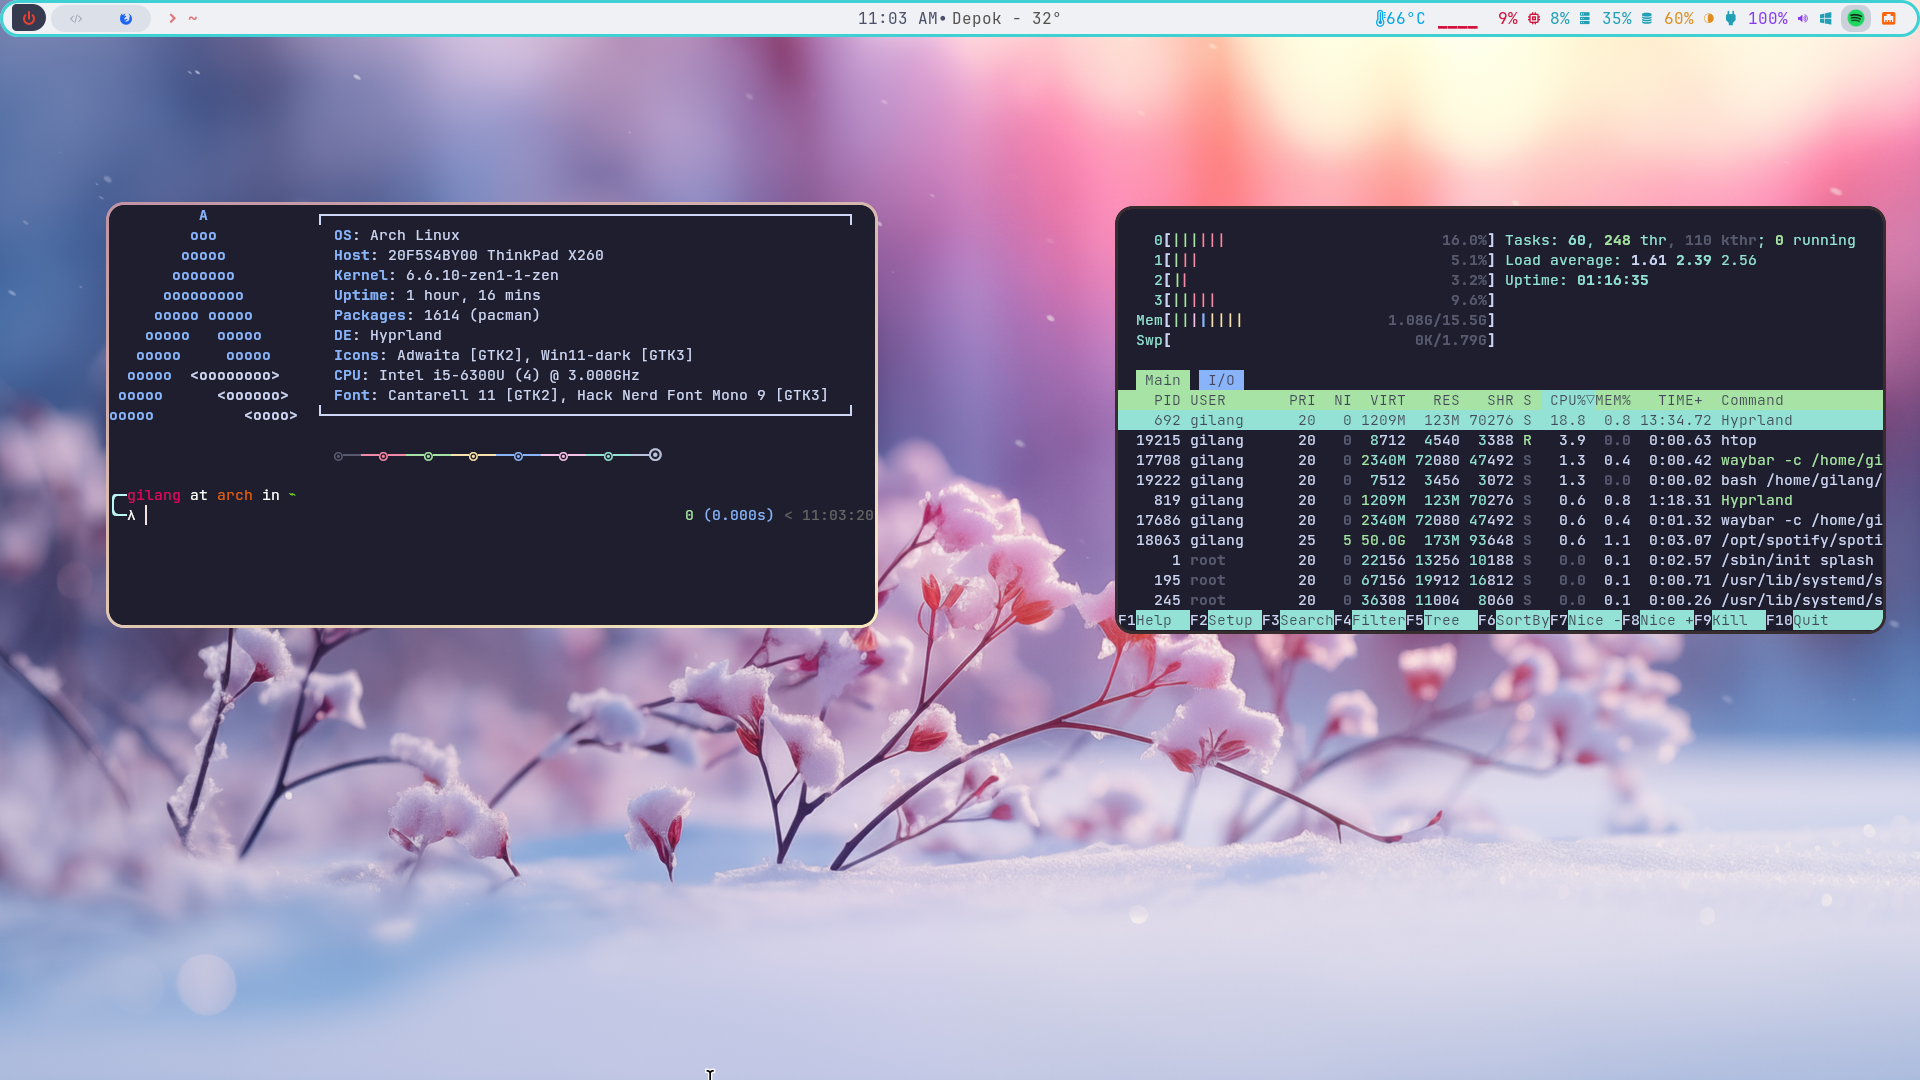 </> ~ 11:03 AM• Depok - 32° 66°C 9% 8% 35% 60% 100%
A
ooo
ooooo
ooooooo
ooooooooo
ooooo ooooo
ooooo ooooo
ooooo ooooo
ooooo <oooooooo>
ooooo <oooooo>
ooooo <oooo>
OS: Arch Linux
Host: 20F5S4BY00 ThinkPad X260
Kernel: 6.6.10-zen1-1-zen
Uptime: 1 hour, 16 mins
Packages: 1614 (pacman)
DE: Hyprland
Icons: Adwaita [GTK2], Win11-dark [GTK3]
CPU: Intel i5-6300U (4) @ 3.000GHz
Font: Cantarell 11 [GTK2], Hack Nerd Font Mono 9 [GTK3]
gilang at arch in ~
λ 0 (0.000s) < 11:03:20
0[|||||| 16.0%] Tasks: 60, 248 thr, 110 kthr; 0 running
1[||| 5.1%] Load average: 1.61 2.39 2.56
2[|| 3.2%] Uptime: 01:16:35
3[||||| 9.6%]
Mem[|||||||| 1.08G/15.5G]
Swp[ 0K/1.79G]
Main I/O
PID USER PRI NI VIRT RES SHR S CPU%▽MEM% TIME+ Command
692 gilang 20 0 1209M 123M 70276 S 18.8 0.8 13:34.72 Hyprland
19215 gilang 20 0 8712 4540 3388 R 3.9 0.0 0:00.63 htop
17708 gilang 20 0 2340M 72080 47492 S 1.3 0.4 0:00.42 waybar -c /home/gi
19222 gilang 20 0 7512 3456 3072 S 1.3 0.0 0:00.02 bash /home/gilang/
819 gilang 20 0 1209M 123M 70276 S 0.6 0.8 1:18.31 Hyprland
17686 gilang 20 0 2340M 72080 47492 S 0.6 0.4 0:01.32 waybar -c /home/gi
18063 gilang 25 5 50.0G 173M 93648 S 0.6 1.1 0:03.07 /opt/spotify/spoti
1 root 20 0 22156 13256 10188 S 0.0 0.1 0:02.57 /sbin/init splash
195 root 20 0 67156 19912 16812 S 0.0 0.1 0:00.71 /usr/lib/systemd/s
245 root 20 0 36308 11004 8060 S 0.0 0.1 0:00.26 /usr/lib/systemd/s
F1Help F2Setup F3SearchF4FilterF5Tree F6SortByF7Nice -F8Nice +F9Kill F10Quit